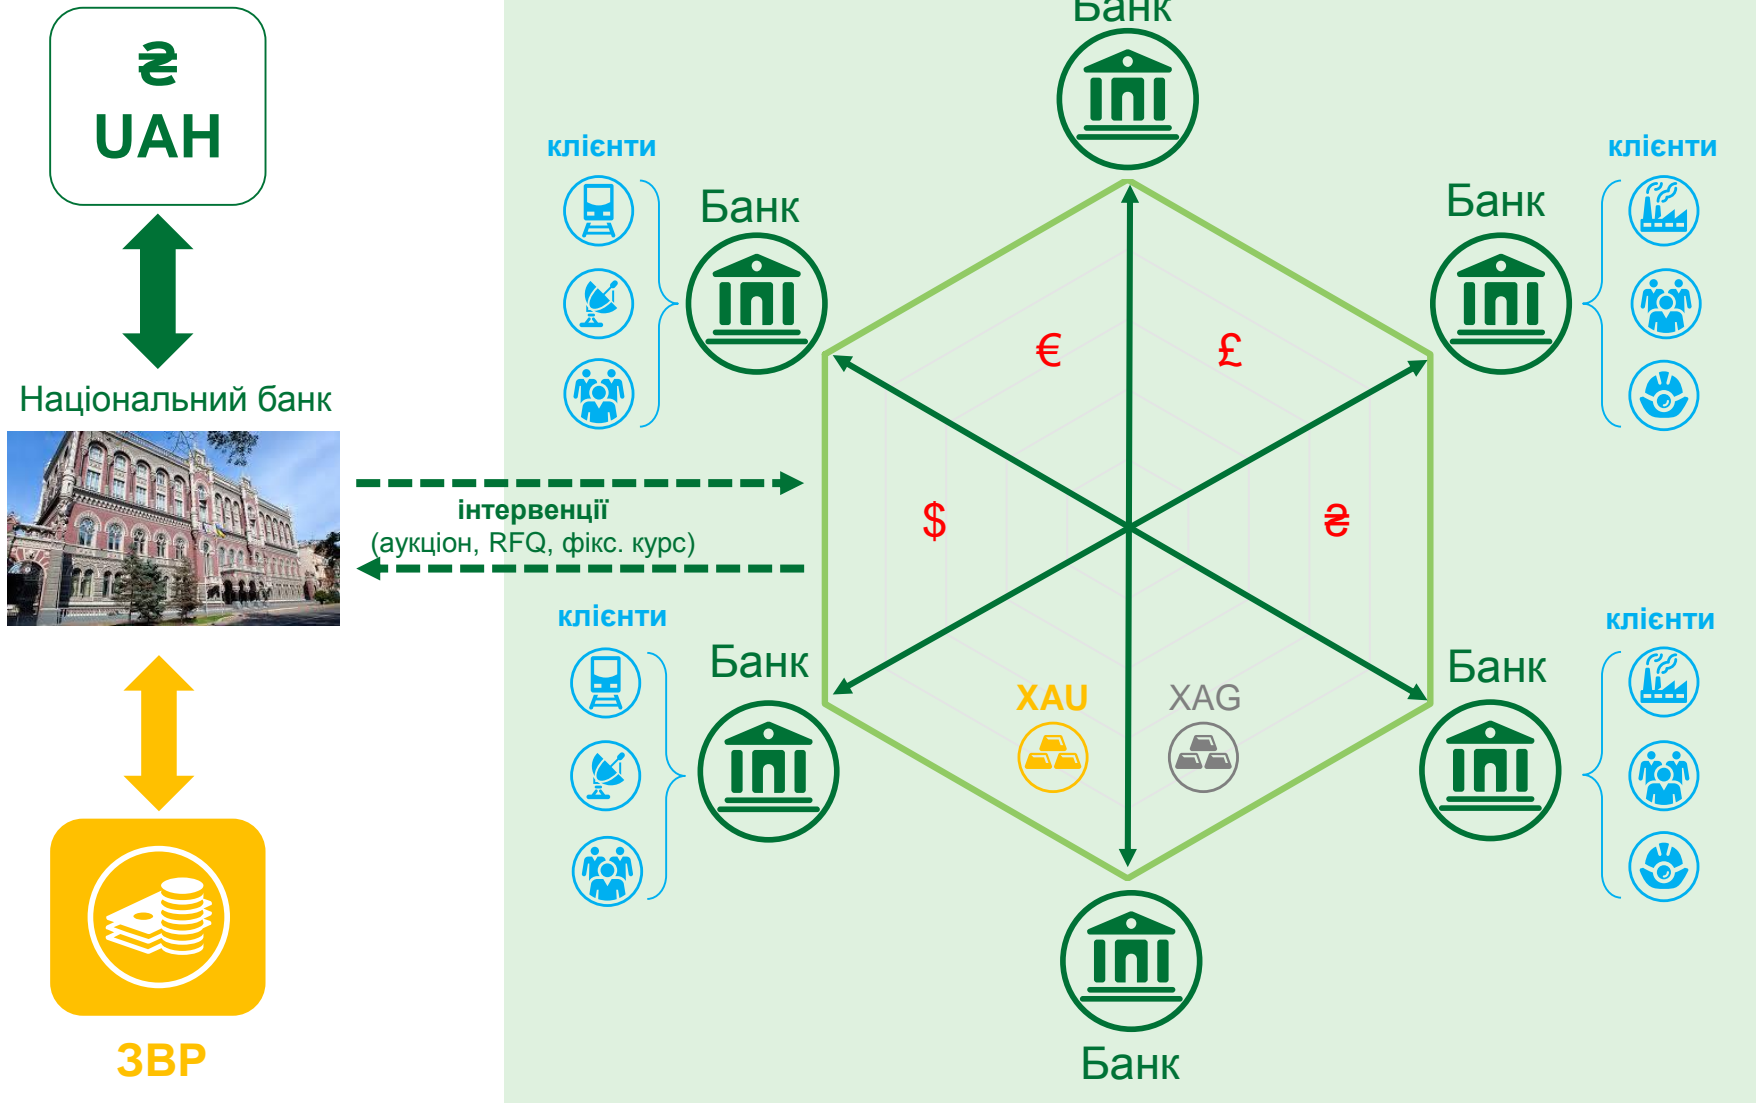 ₴
UAH
Національний банк
ЗВР
інтервенції
(аукціон, RFQ, фікс. курс)
Банк
клієнти
Банк
клієнти
Банк
€
£
$
₴
клієнти
Банк
клієнти
Банк
XAU
XAG
Банк